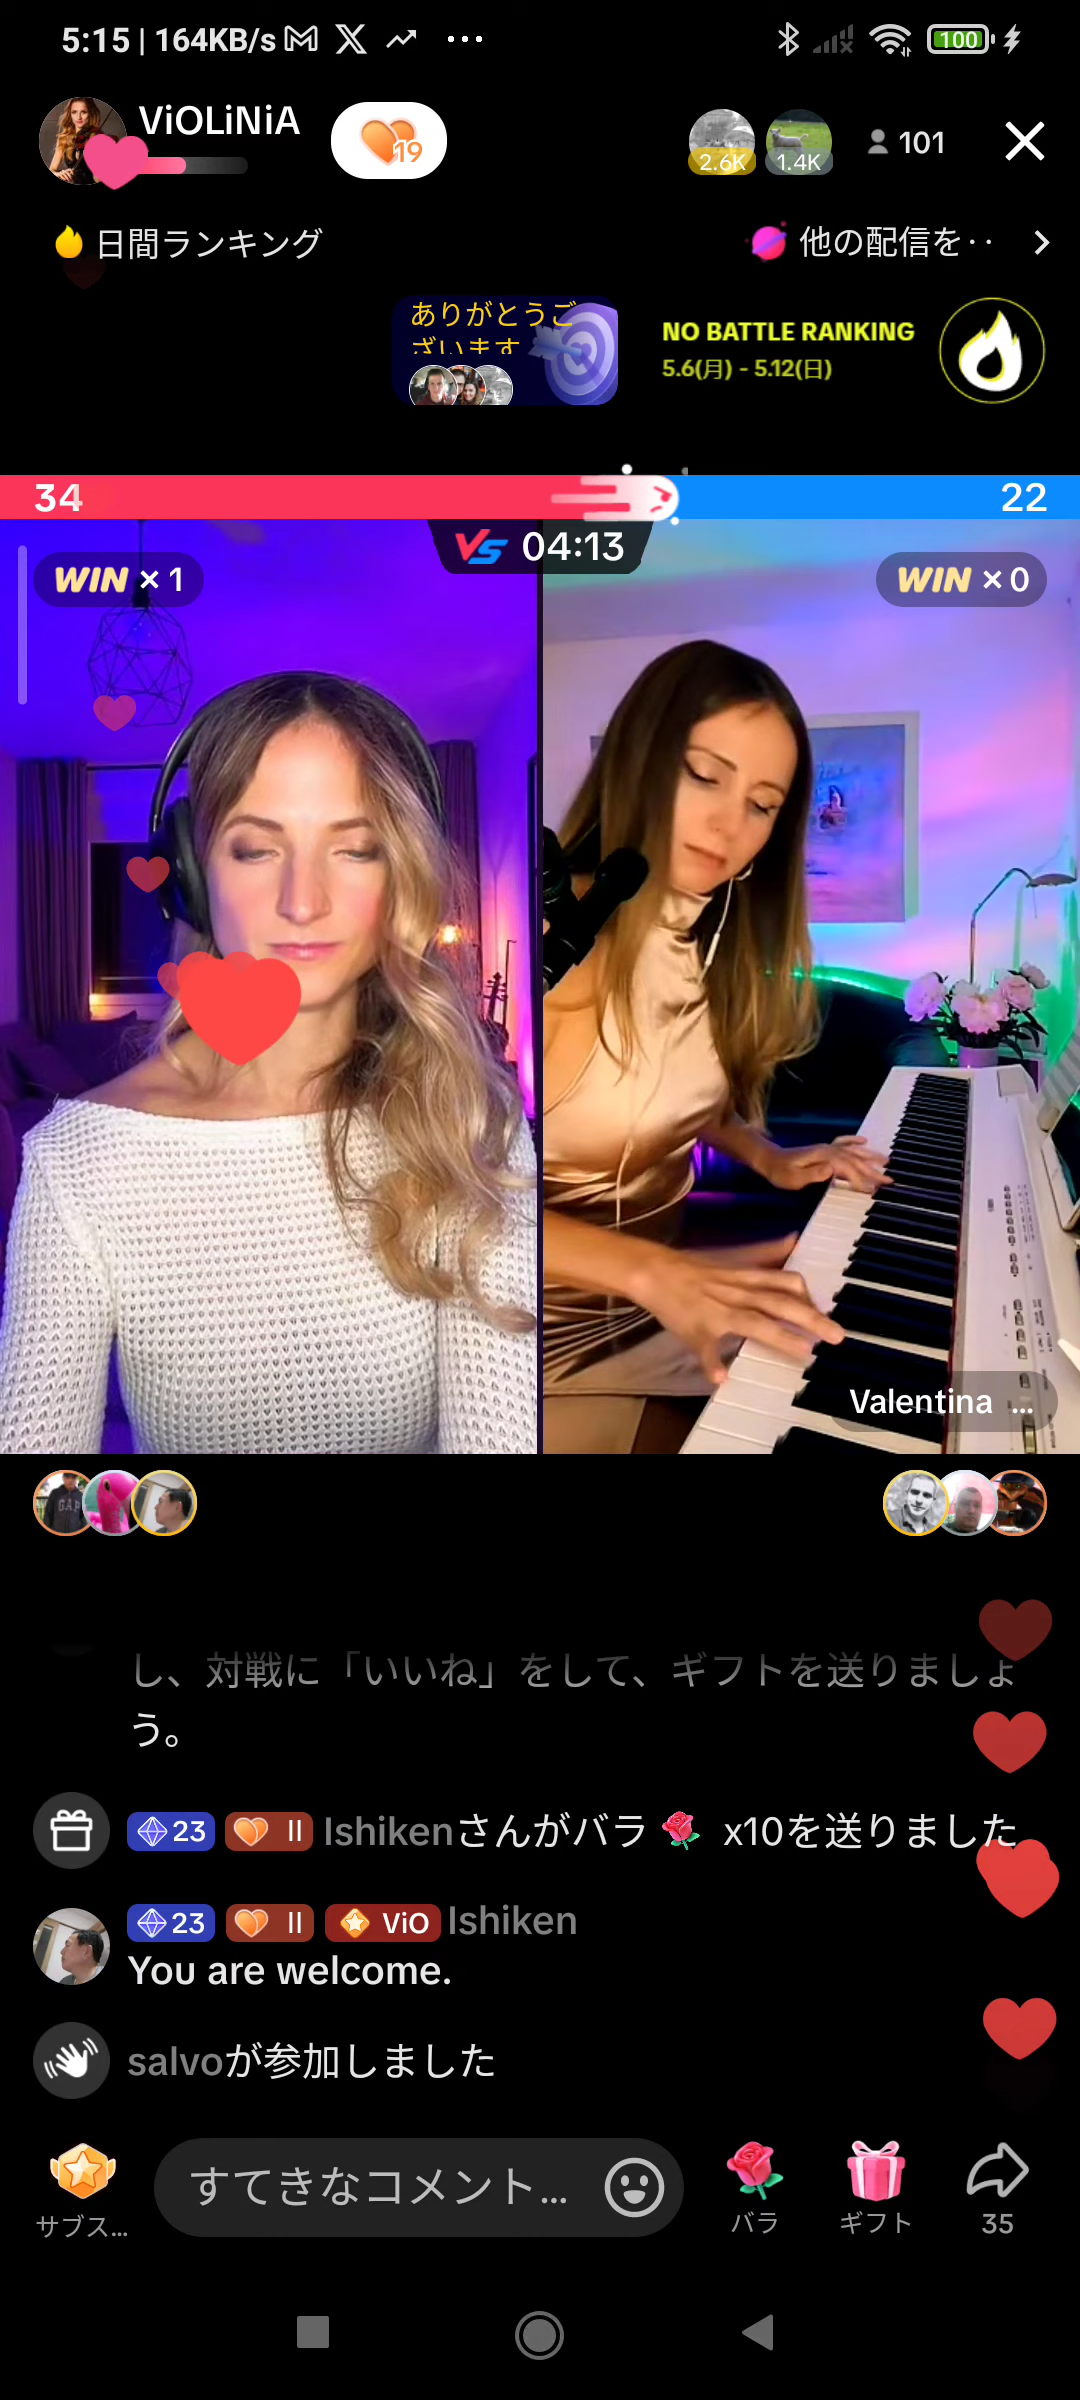 5:15 | 164KB/s
100
ViOLiNiA
19
2.6K
1.4K
101
日間ランキング
他の配信を‥
ありがとうご
ざいます
NO BATTLE RANKING
5.6(月) - 5.12(日)
34
22
VS 04:13
WIN × 1
WIN × 0
Valentina ...
GAP
し、対戦に「いいね」をして、ギフトを送りましょ
う。
23 II Ishikenさんがバラ x10を送りました
23 II ViO Ishiken
You are welcome.
salvoが参加しました
すてきなコメント...
サブス...
バラ
ギフト
35